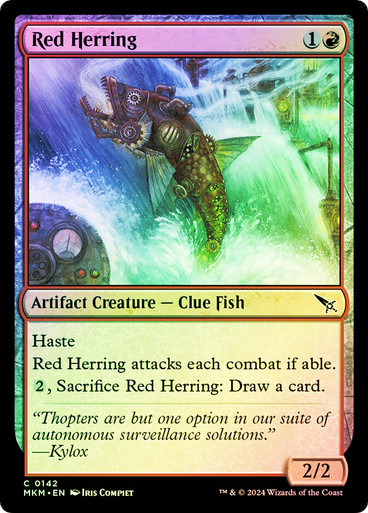 Red Herring 1
Artifact Creature — Clue Fish
Haste
Red Herring attacks each combat if able.
2, Sacrifice Red Herring: Draw a card.
“Thopters are but one option in our suite of
autonomous surveillance solutions.”
—Kylox
2/2
C 0142
MKM • EN Iris Compiet
™ & © 2024 Wizards of the Coast